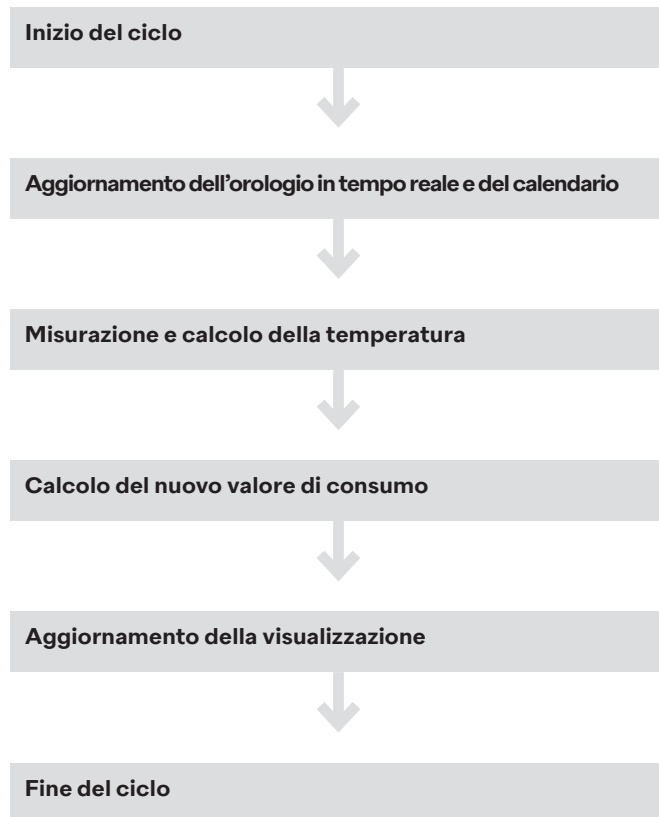 Inizio del ciclo
Aggiornamento dell’orologio in tempo reale e del calendario
Misurazione e calcolo della temperatura
Calcolo del nuovo valore di consumo
Aggiornamento della visualizzazione
Fine del ciclo